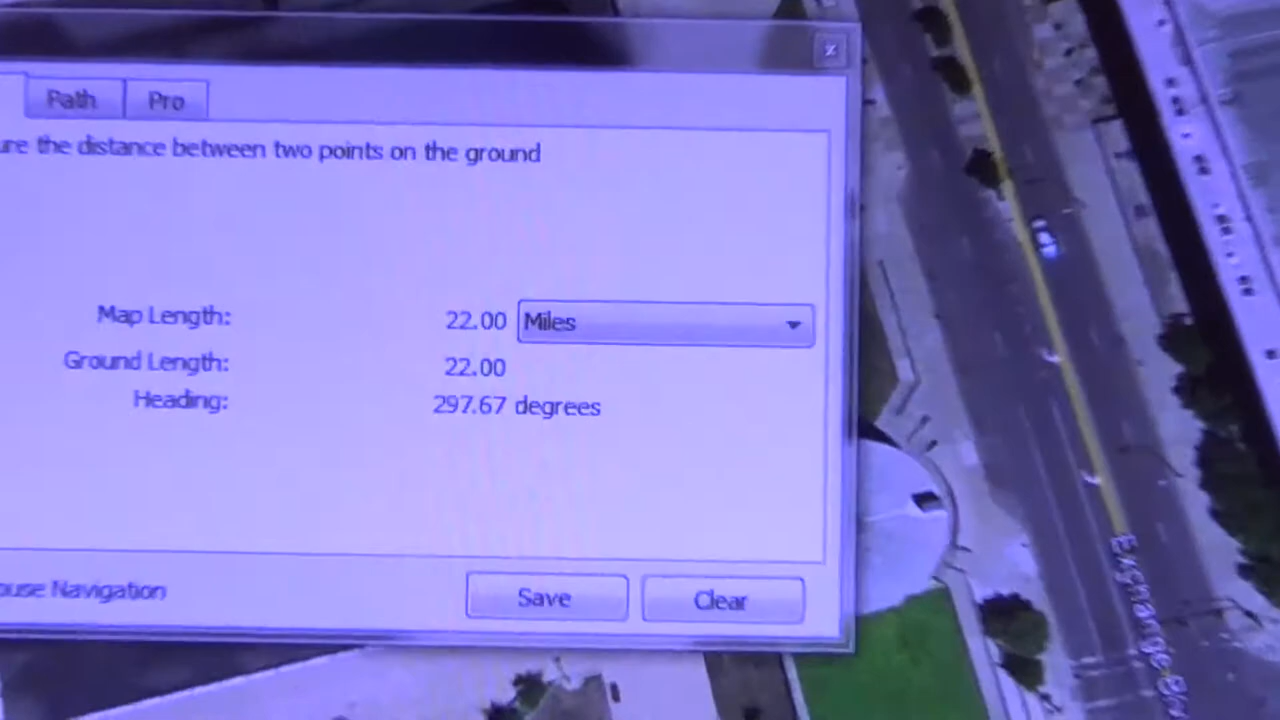 Path Pro
ure the distance between two points on the ground
Map Length: 22.00 Miles
Ground Length: 22.00
Heading: 297.67 degrees
ouse Navigation
Save Clear
Exchange